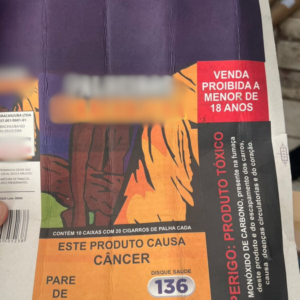 VENDA
PROIBIDA A
MENOR DE
18 ANOS
CONTÉM 10 CAIXAS COM 20 CIGARROS DE PALHA CADA
ESTE PRODUTO CAUSA
CÂNCER
PARE
DE
DISQUE SAÚDE
136
PERIGO: PRODUTO TÓXICO
MONÓXIDO DE CARBONO, presente na fumaça
deste produto e do escapamento dos carros,
causa doenças circulatórias e do coração.